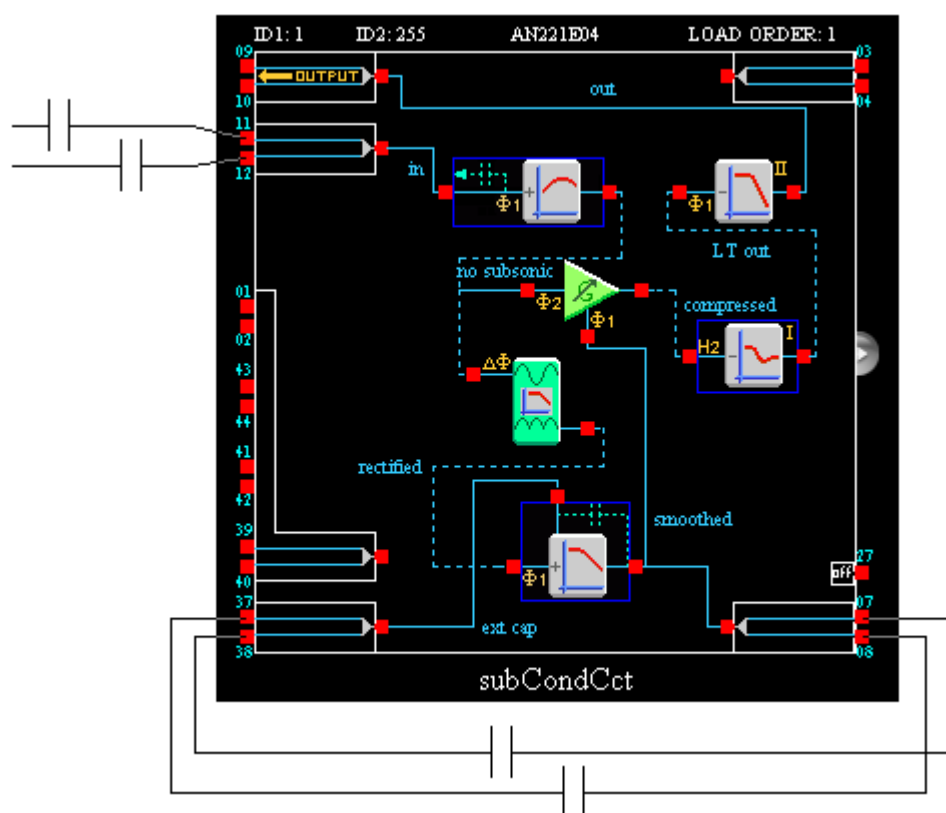 ID1: 1 ID2: 255 AN221E04 LOAD ORDER: 1
09 03
OUTPUT
10 out 04
11
12 in II
+ Φ1 - Φ1
LT out
no subsonic
01 G
Φ2 compressed
Φ1
02 H2 - I
43 ΔΦ
44
41
rectified
42
39 smoothed
27
+ off
40 Φ1
37 07
ext cap
38 08
subCondCct